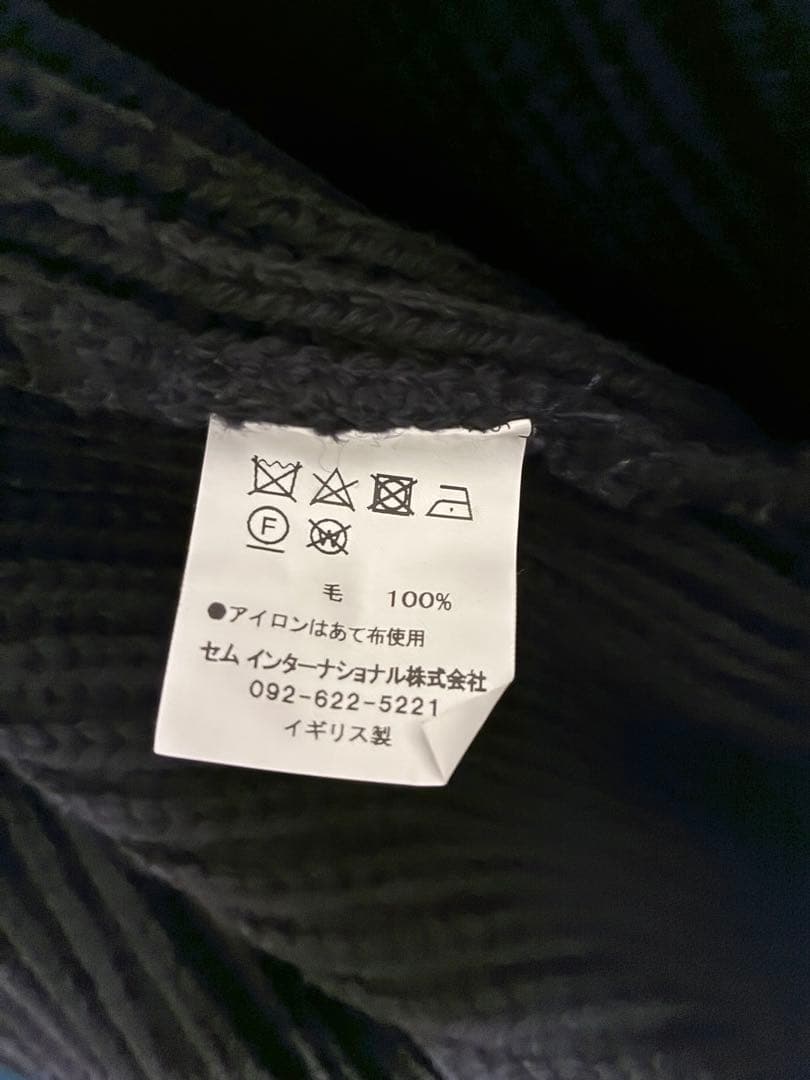 F W
毛 100%
●アイロンはあて布使用
セム インターナショナル株式会社
092-622-5221
イギリス製